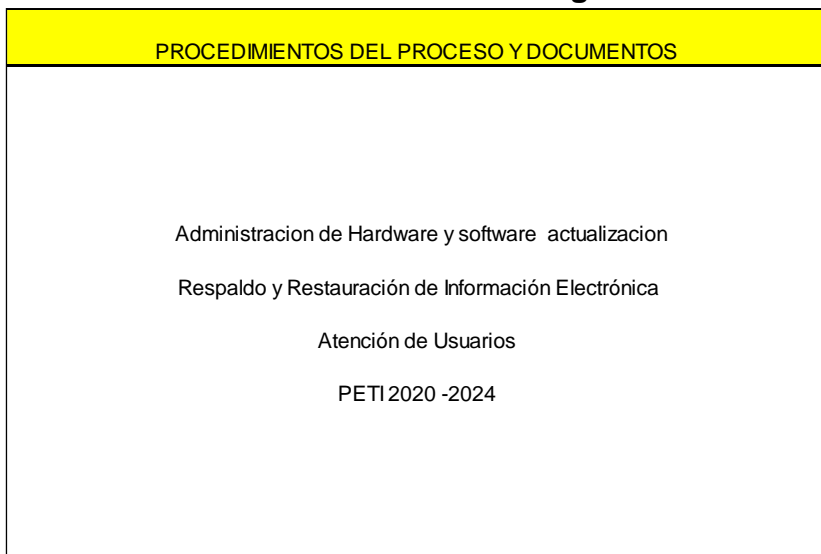 PROCEDIMIENTOS DEL PROCESO Y DOCUMENTOS
Administracion de Hardware y software actualizacion
Respaldo y Restauración de Información Electrónica
Atención de Usuarios
PETI 2020 -2024